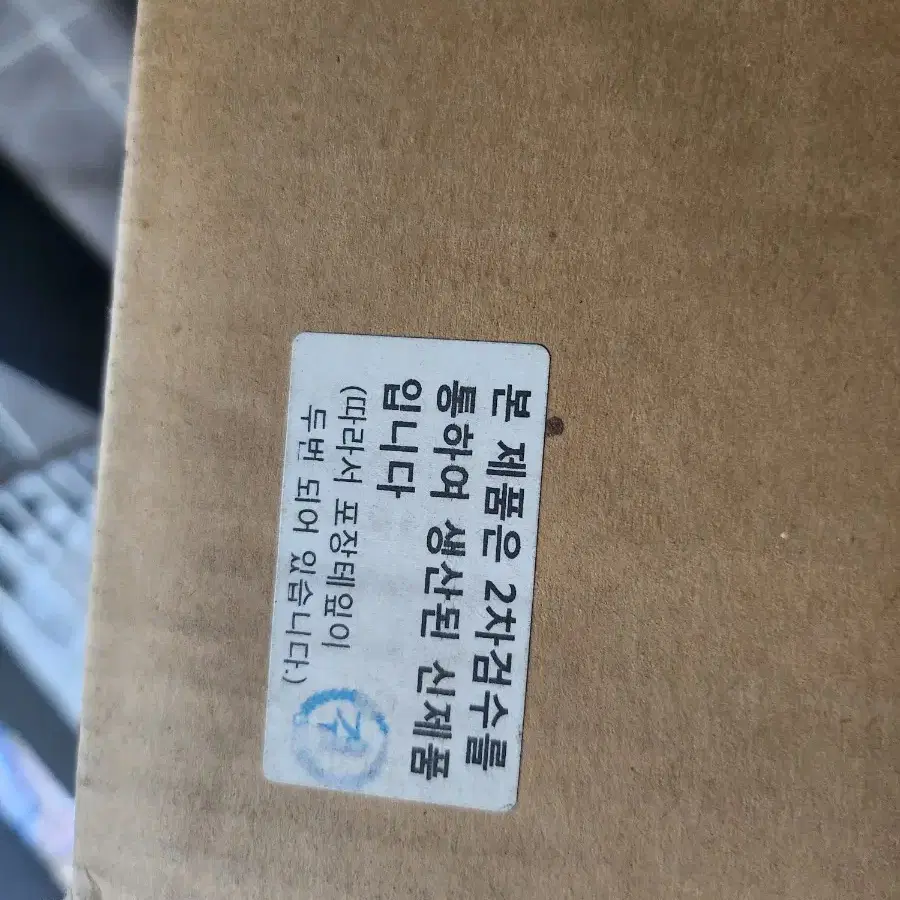 본 제품은 2차검수를
통하여 생산된 신제품
입니다
(따라서 포장테잎이
두번 되어 있습니다.)